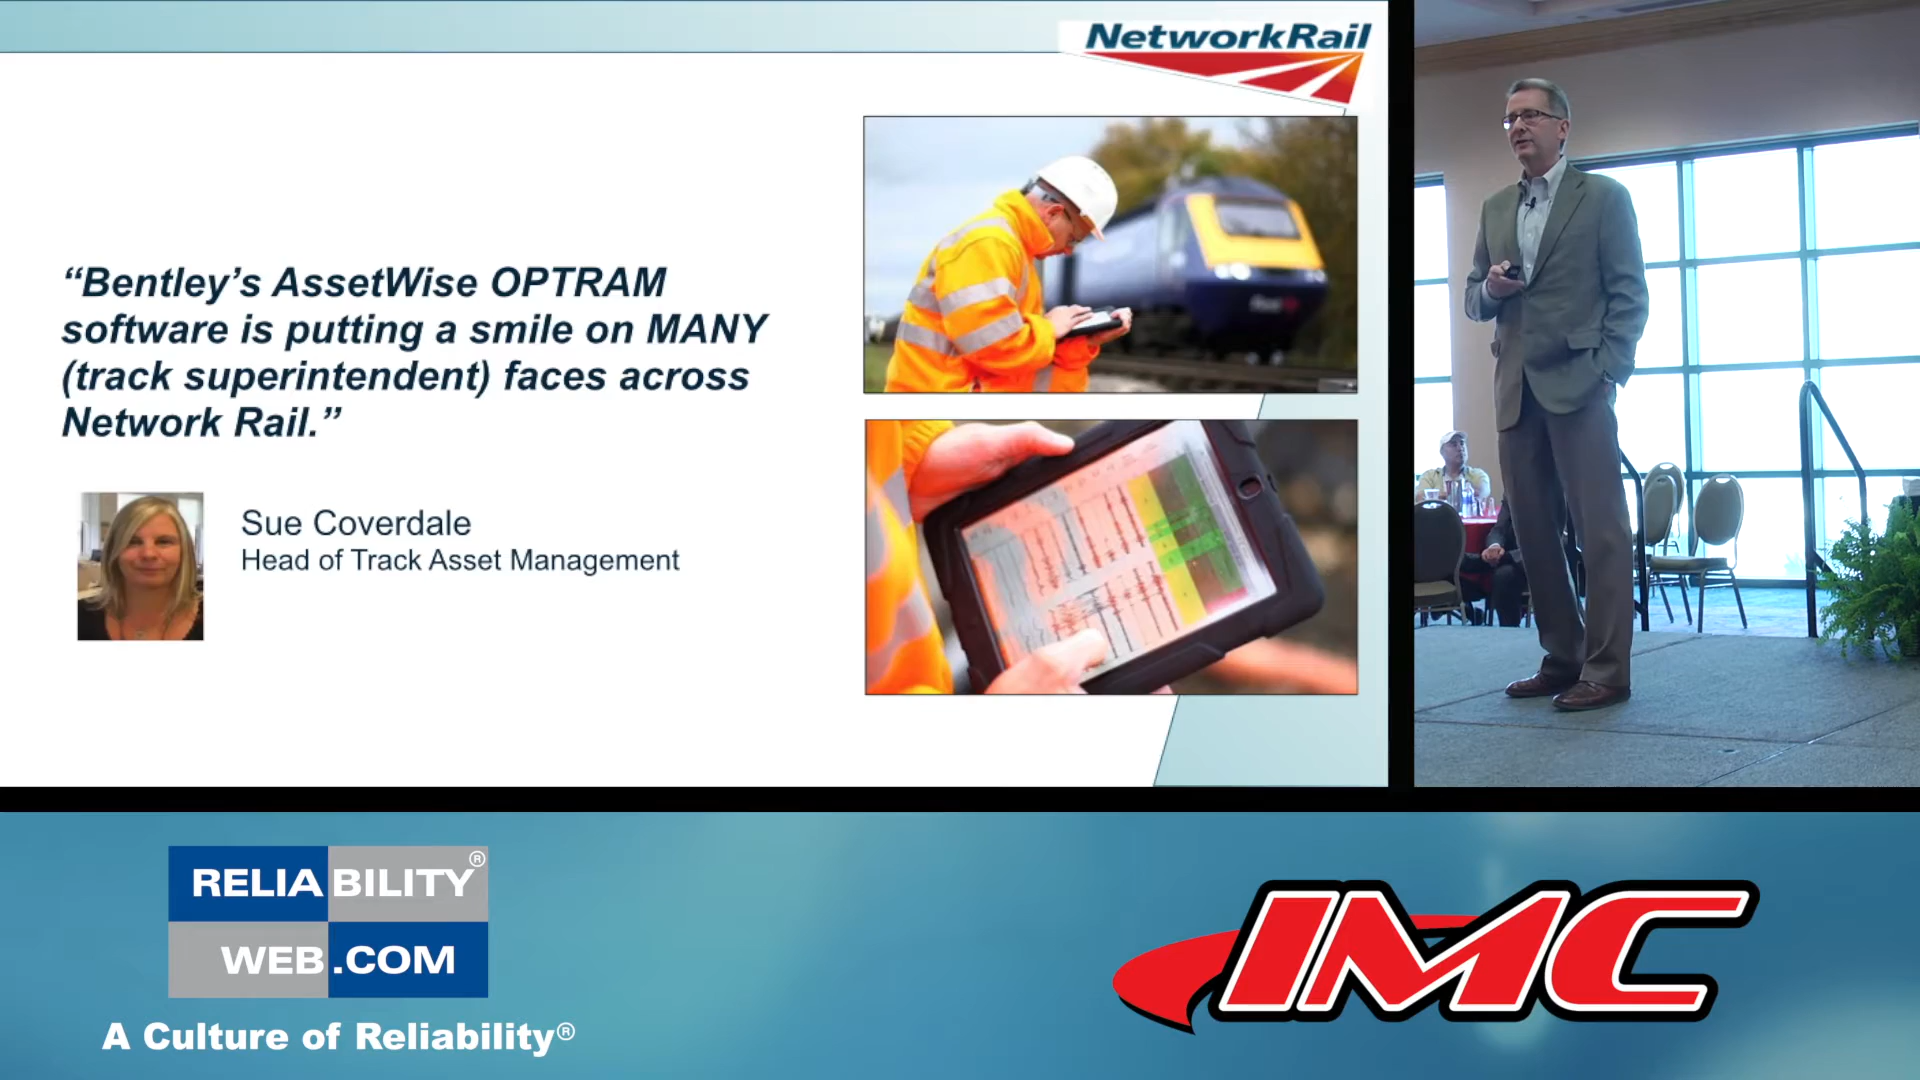 NetworkRail
“Bentley’s AssetWise OPTRAM
software is putting a smile on MANY
(track superintendent) faces across
Network Rail.”
Sue Coverdale
Head of Track Asset Management
RELIABILITY®
WEB.COM
A Culture of Reliability®
IMC